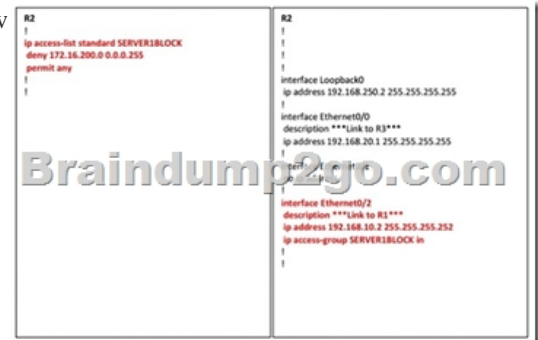 R2
!
ip access-list standard SERVER1BLOCK
deny 172.16.200.0 0.0.0.255
permit any
!
!
R2
!
!
!
!
interface Loopback0
ip address 192.168.250.2 255.255.255.255
!
interface Ethernet0/0
description ***Link to R3***
ip address 192.168.20.1 255.255.255.255
!
Braindump2go.com
!
interface Ethernet0/2
description ***Link to R1***
ip address 192.168.10.2 255.255.255.252
ip access-group SERVER1BLOCK in
!
!